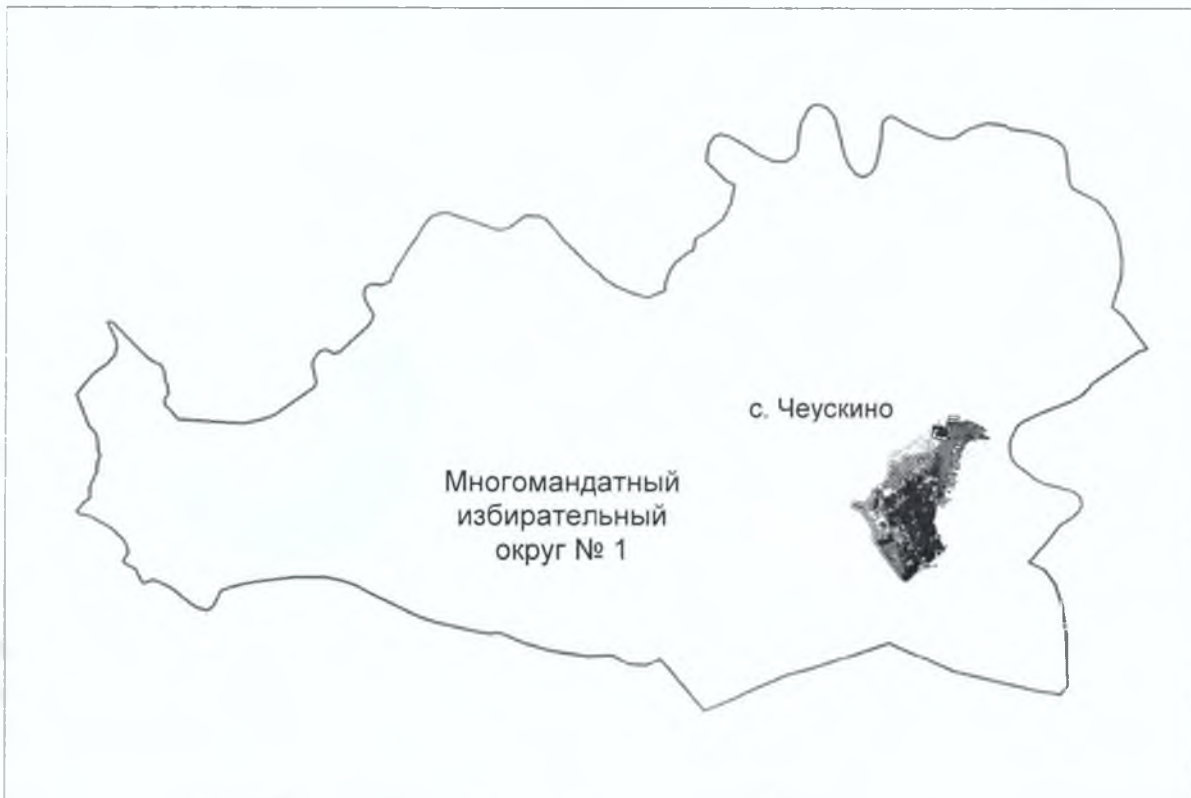 с. Чеускино
Многомандатный
избирательный
округ № 1